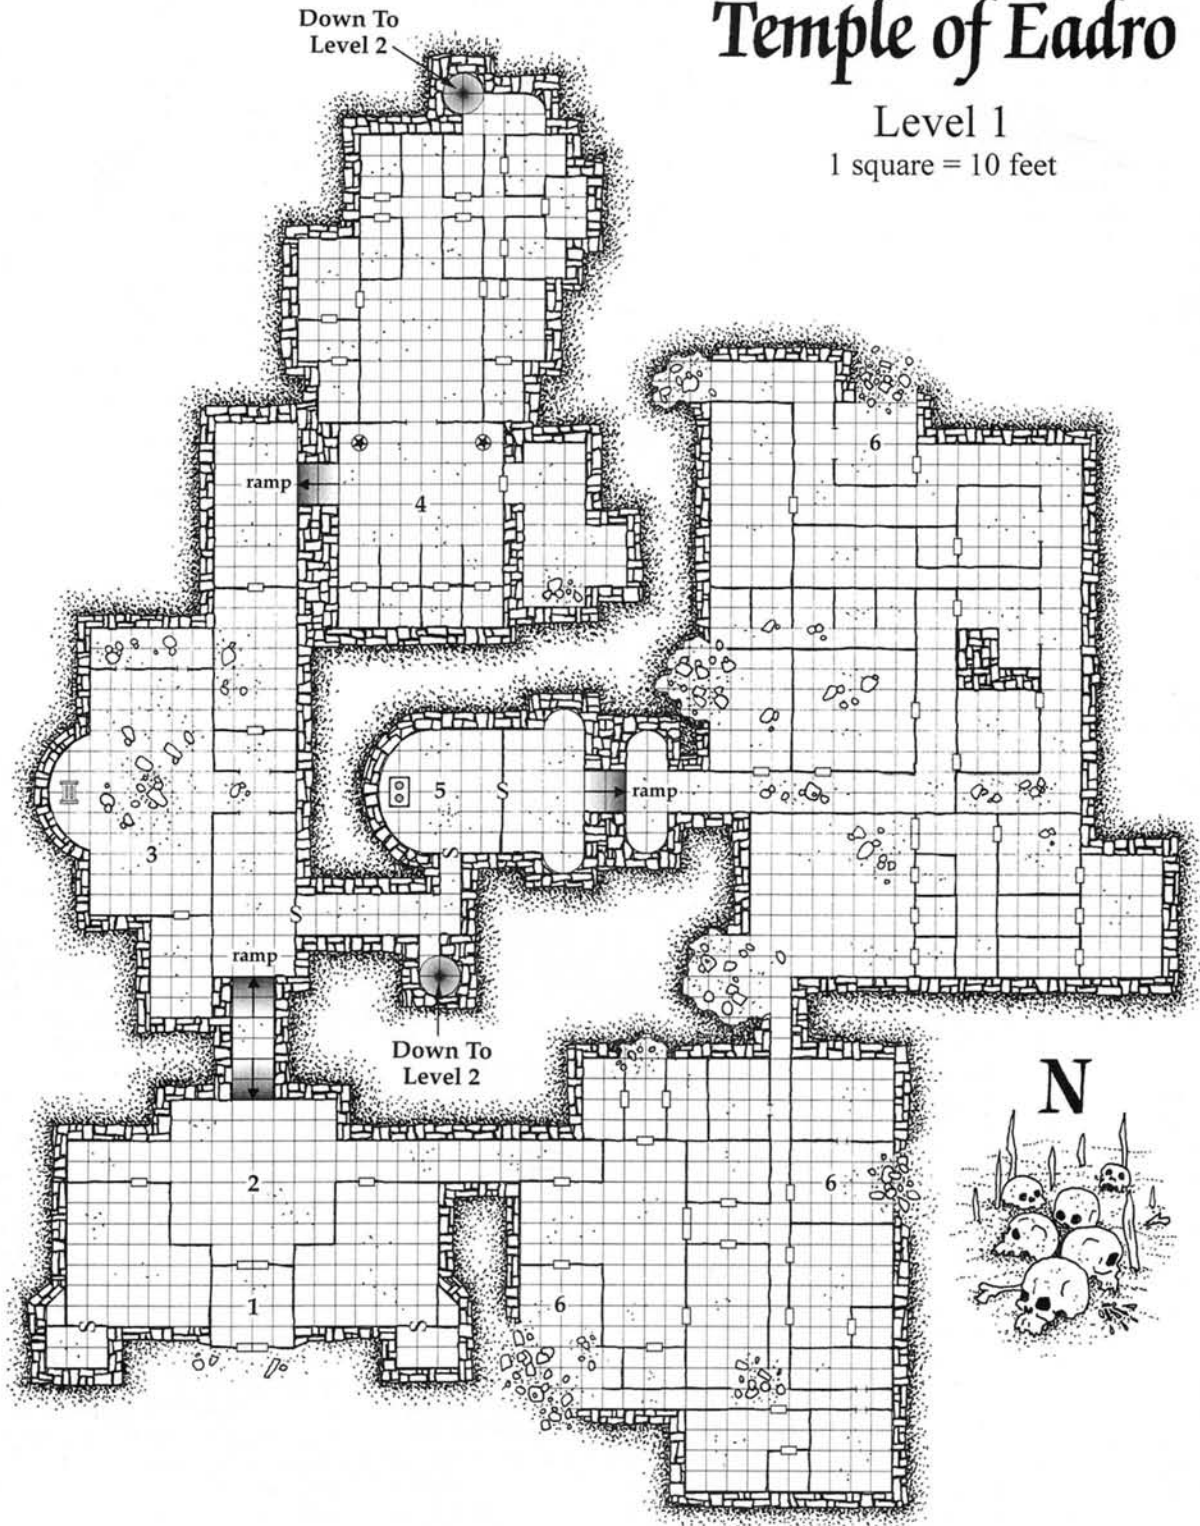 Down To
Level 2
Temple of Eadro
Level 1
1 square = 10 feet
6
ramp
4
5
S
ramp
S
3
S
ramp
Down To
Level 2
N
2
6
6
1
S
S